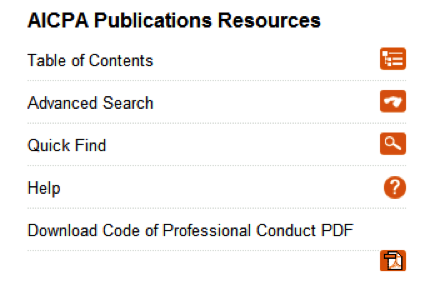 AICPA Publications Resources
Table of Contents
Advanced Search
Quick Find
Help
?
Download Code of Professional Conduct PDF